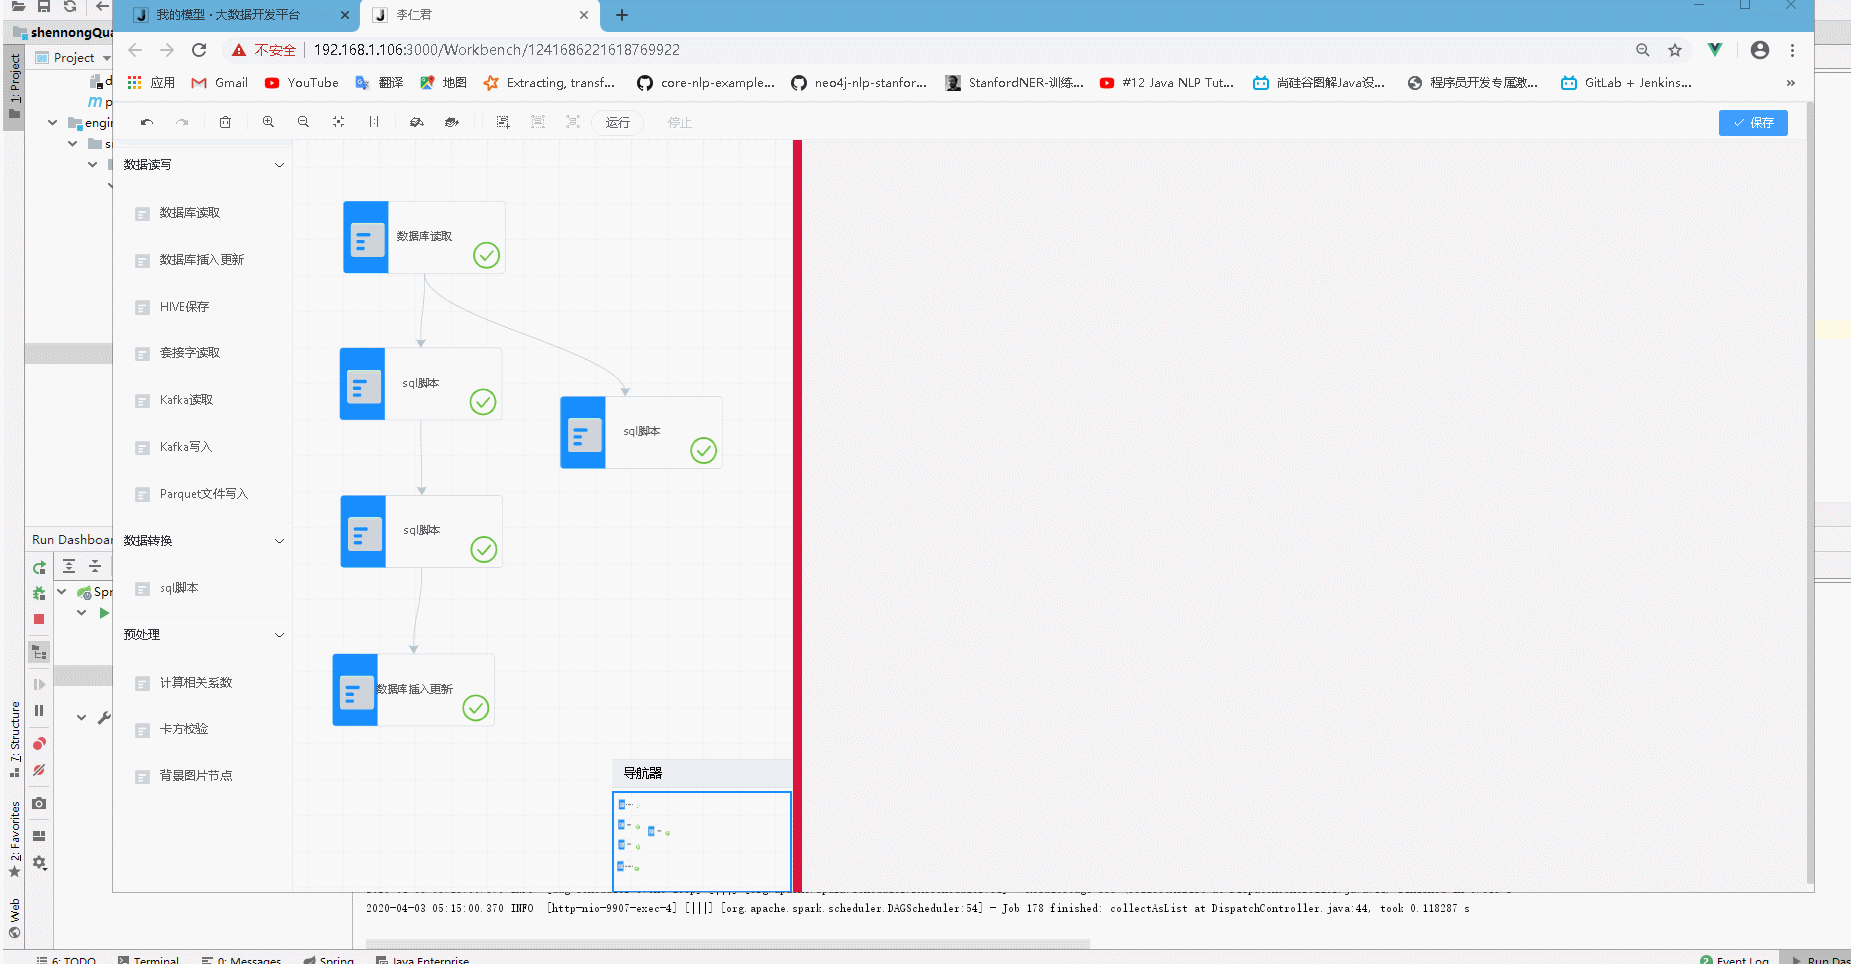 我的模型 · 大数据开发平台
李仁君
shennongQua
不安全
192.168.1.106:3000/Workbench/1241686221618769922
Project
1: Project
应用
Gmail
YouTube
翻译
地图
Extracting, transf...
core-nlp-example...
neo4j-nlp-stanfor...
StanfordNER-训练...
#12 Java NLP Tut...
尚硅谷图解Java设...
程序员开发专属激...
GitLab + Jenkins...
»
engin
运行
停止
保存
数据读写
数据库读取
数据库插入更新
HIVE保存
套接字读取
Kafka读取
Kafka写入
Parquet文件写入
数据转换
sql脚本
预处理
计算相关系数
卡方校验
背景图片节点
数据库读取
sql脚本
sql脚本
sql脚本
数据库插入更新
导航器
Run Dashboar
Spr
7: Structure
2: Favorites
Web
2020-04-03 05:15:00.370 INFO  [http-nio-9907-exec-4] [|||] [org.apache.spark.scheduler.DAGScheduler:54] - Job 178 finished: collectAsList at DispatchController.java:44, took 0.118287 s
6: TODO
Terminal
0: Messages
Spring
Java Enterprise
2 Event Log
Run Das